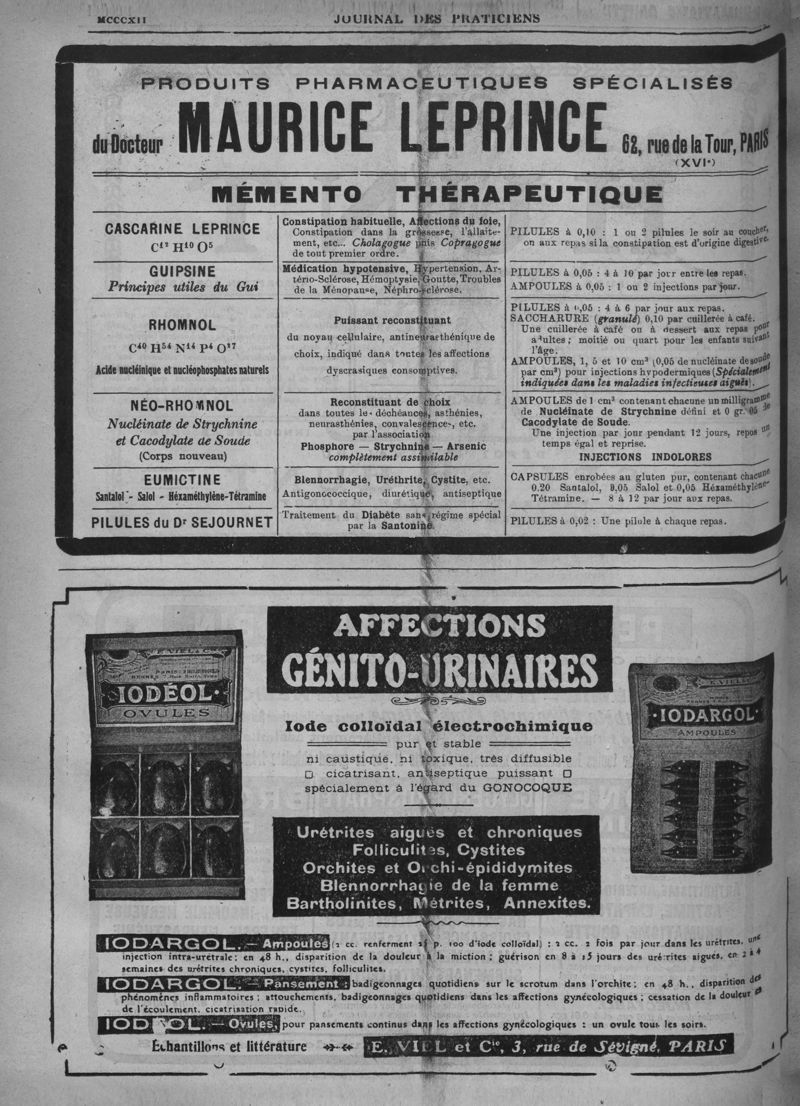 MCCCXII
JOURNAL DES PRATICIENS
PRODUITS PHARMACEUTIQUES SPÉCIALISÉS
du Docteur MAURICE LEPRINCE 62, rue de la Tour, PARIS
(XVIe)
MÉMENTO THÉRAPEUTIQUE
CASCARINE LEPRINCE
C¹² H¹⁰ O⁵
Constipation habituelle, Affections du foie,
Constipation dans la grossesse, l'allaite-
ment, etc... Cholagogue puis Copragogue
de tout premier ordre.
PILULES à 0,10 : 1 ou 2 pilules le soir au coucher,
ou aux repas si la constipation est d'origine digestive.
GUIPSINE
Principes utiles du Gui
Médication hypotensive, Hypertension, Ar-
tério-Sclérose, Hémoptysie, Goutte, Troubles
de la Ménopause, Néphro-sclérose.
PILULES à 0,05 : 4 à 10 par jour entre les repas.
AMPOULES à 0,05 : 1 ou 2 injections par jour.
RHOMNOL
C⁴⁰ H⁵⁴ N¹⁴ P⁴ O²⁷
Acide nucléinique et nucléophosphates naturels
Puissant reconstituant
du noyau cellulaire, antineurasthénique de
choix, indiqué dans toutes les affections
dyscrasiques consomptives.
PILULES à 0,05 : 4 à 6 par jour aux repas.
SACCHARURE (granulé) 0,10 par cuillerée à café.
Une cuillerée à café ou à dessert aux repas pour
adultes ; moitié ou quart pour les enfants suivant
l'âge.
AMPOULES, 1, 5 et 10 cm³ (0,05 de nucléinate de soude
par cm³) pour injections hypodermiques (Spécialement
indiquées dans les maladies infectieuses aiguës).
NÉO-RHOMNOL
Nucléinate de Strychnine
et Cacodylate de Soude
(Corps nouveau)
Reconstituant de choix
dans toutes les déchéances, asthénies,
neurasthénies, convalescence, etc.
par l'association
Phosphore — Strychnine — Arsenic
complètement assimilable
AMPOULES de 1 cm³ contenant chacune un milligramme
de Nucléinate de Strychnine défini et 0 gr. 05 de
Cacodylate de Soude.
Une injection par jour pendant 12 jours, repos un
temps égal et reprise.
INJECTIONS INDOLORES
EUMICTINE
Santalol - Salol - Héxaméthylène-Tétramine
Blennorrhagie, Uréthrite, Cystite, etc.
Antigonococcique, diurétique, antiseptique
CAPSULES enrobées au gluten pur, contenant chacune
0.20 Santalol, 0,05 Salol et 0,05 Héxaméthylène-
Tétramine. — 8 à 12 par jour aux repas.
PILULES du Dr SEJOURNET
Traitement du Diabète sans régime spécial
par la Santonine.
PILULES à 0,02 : Une pilule à chaque repas.
AFFECTIONS
GÉNITO-URINAIRES
IODÉOL
OVULES
IODARGOL
AMPOULES
Iode colloïdal électrochimique
pur et stable
ni caustique, ni toxique, très diffusible
cicatrisant, antiseptique puissant
spécialement à l'égard du GONOCOQUE
Urétrites aiguës et chroniques
Folliculites, Cystites
Orchites et Orchi-épididymites
Blennorrhagie de la femme
Bartholinites, Métrites, Annexites.
IODARGOL.- Ampoules (2 cc. renferment p. 100 d'iode colloïdal) : 2 cc. 2 fois par jour dans les urétrites, une
injection intra-uretrale ; en 48 h., disparition de la douleur à la miction ; guérison en 8 à 15 jours des urétrites aiguës, en 2 à 4
semaines des urétrites chroniques, cystites, folliculites.
IODARGOL.- Pansement : badigeonnages quotidiens sur le scrotum dans l'orchite ; en 48 h., disparition des
phénomènes inflammatoires ; attouchements, badigeonnages quotidiens dans les affections gynécologiques ; cessation de la douleur et
de l'écoulement, cicatrisation rapide.
Ovules, pour pansements continus dans les affections gynécologiques : un ovule tous les soirs.
Échantillons et littérature E. VIEL et Cie, 3, rue de Sévigné, PARIS